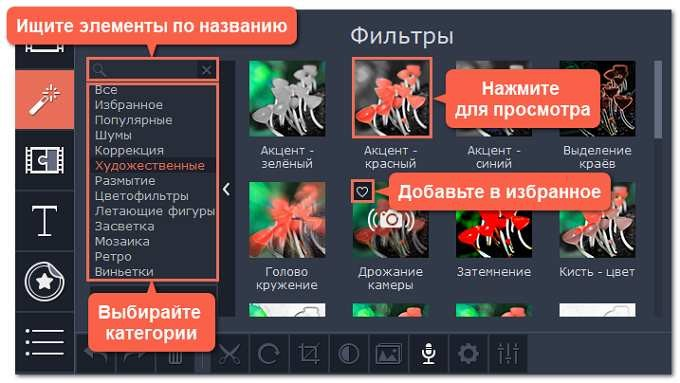 Ищите элементы по названию
Фильтры
Все
Избранное
Популярные
Шумы
Коррекция
Художественные
Размытие
Цветофильтры
Летающие фигуры
Засветка
Мозаика
Ретро
Виньетки
Выбирайте
категории
Нажмите
для просмотра
Акцент -
зелёный
Акцент -
красный
Акцент -
синий
Выделение
краёв
Добавьте в избранное
Голово
кружение
Дрожание
камеры
Затемнение
Кисть - цвет
T